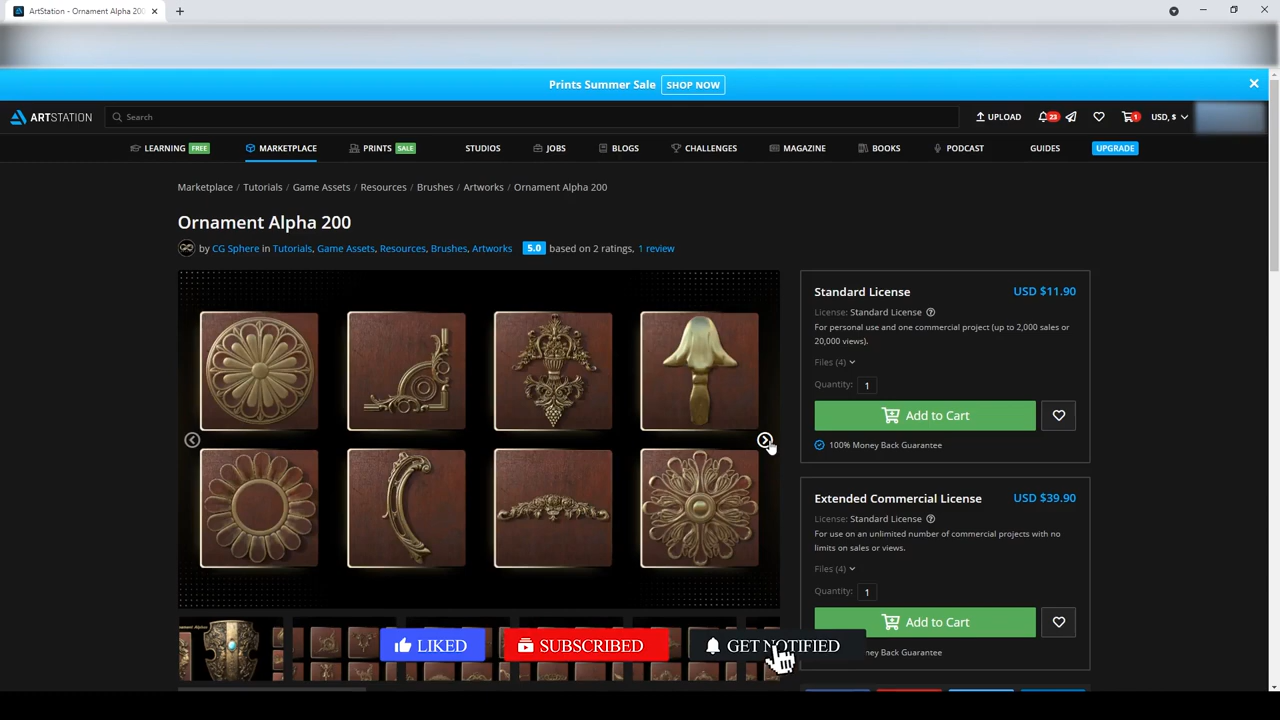 ArtStation - Ornament Alpha 200
Prints Summer Sale SHOP NOW
ARTSTATION Search UPLOAD 23 1 USD, $
LEARNING FREE MARKETPLACE PRINTS SALE STUDIOS JOBS BLOGS CHALLENGES MAGAZINE BOOKS PODCAST GUIDES UPGRADE
Marketplace / Tutorials / Game Assets / Resources / Brushes / Artworks / Ornament Alpha 200
Ornament Alpha 200
by CG Sphere in Tutorials, Game Assets, Resources, Brushes, Artworks 5.0 based on 2 ratings, 1 review
Standard License USD $11.90
License: Standard License
For personal use and one commercial project (up to 2,000 sales or
20,000 views).
Files (4)
Quantity: 1
Add to Cart
100% Money Back Guarantee
Extended Commercial License USD $39.90
License: Standard License
For use on an unlimited number of commercial projects with no
limits on sales or views.
Files (4)
Quantity: 1
Add to Cart
LIKED SUBSCRIBED GET NOTIFIED
ney Back Guarantee